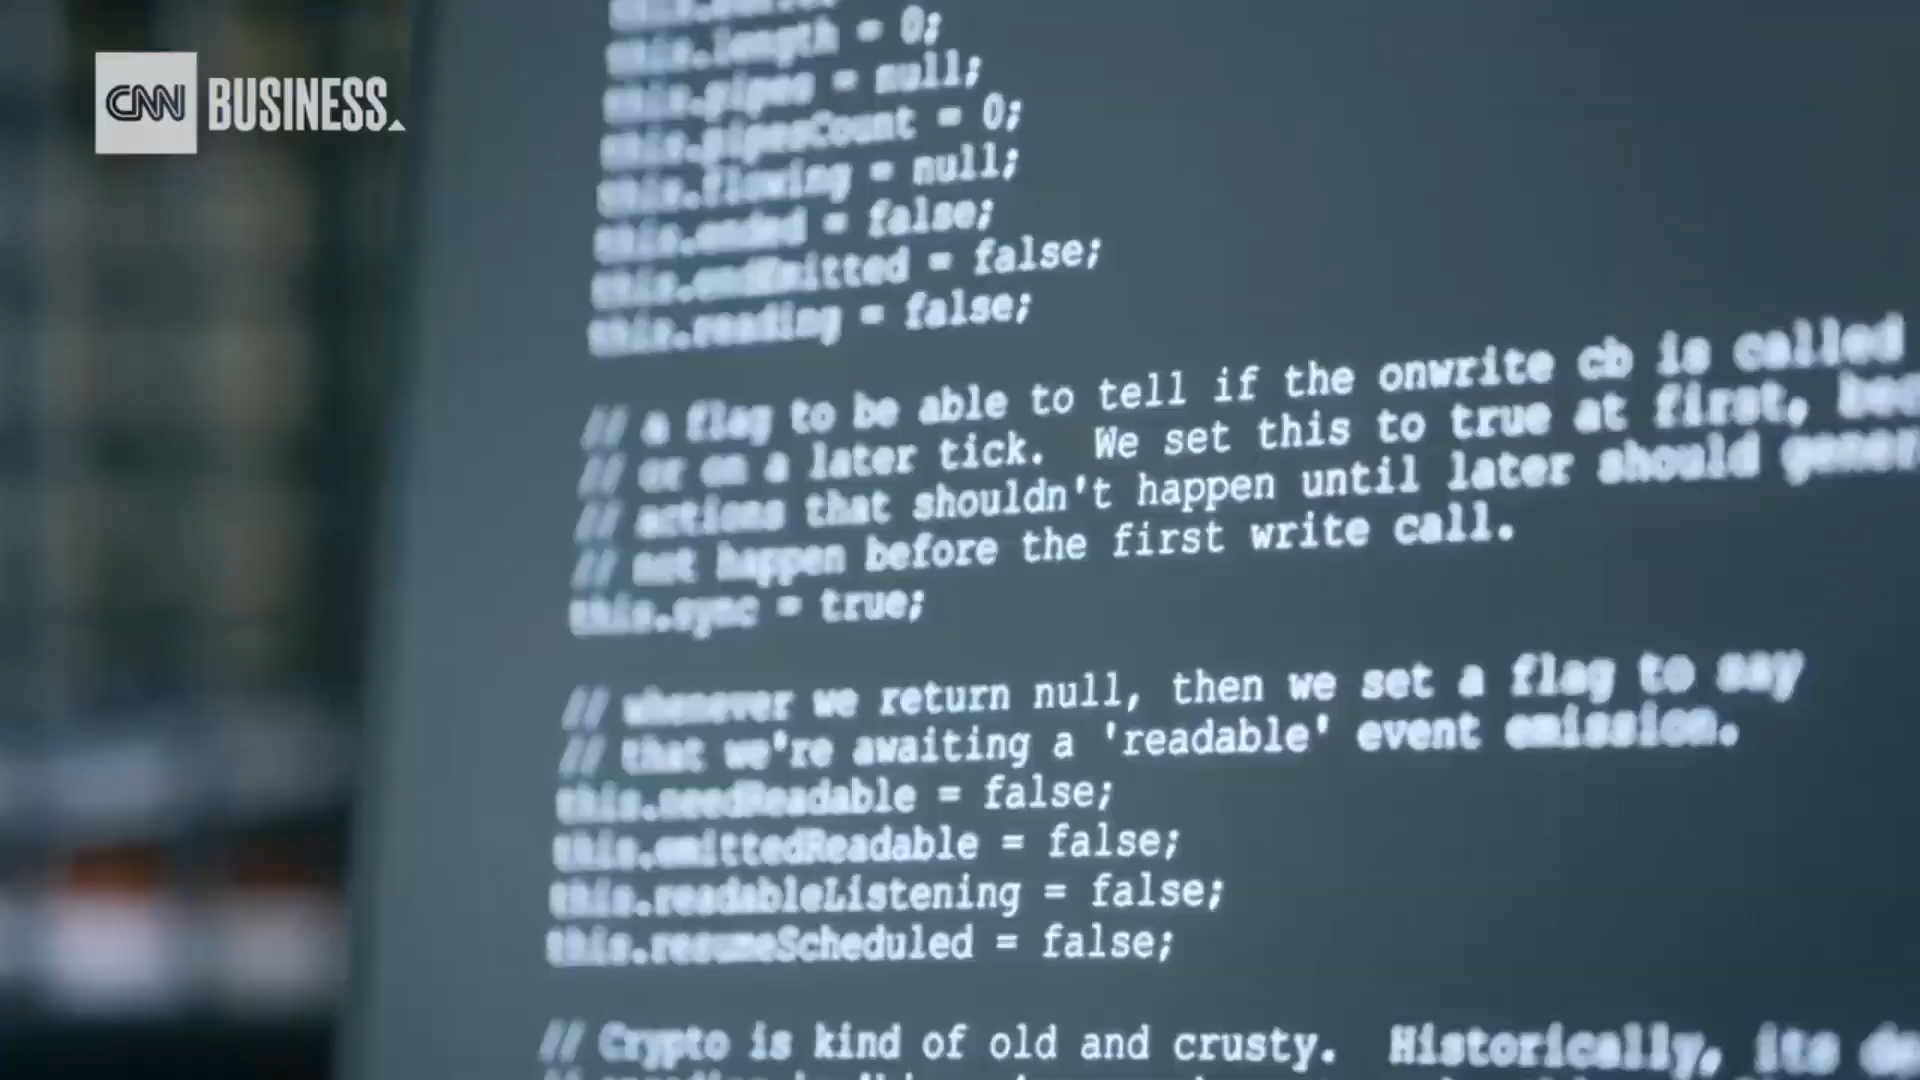 CNN BUSINESS
this.length = 0;
this.pipes = null;
this.pipesCount = 0;
this.flowing = null;
this.ended = false;
this.endEmitted = false;
this.reading = false;
// a flag to be able to tell if the onwrite cb is called
// or on a later tick.  We set this to true at first,
// actions that shouldn't happen until later should
// not happen before the first write call.
this.sync = true;
// whenever we return null, then we set a flag to say
// that we're awaiting a 'readable' event emission.
this.needReadable = false;
this.emittedReadable = false;
this.readableListening = false;
this.resumeScheduled = false;
// Crypto is kind of old and crusty.  Historically, its